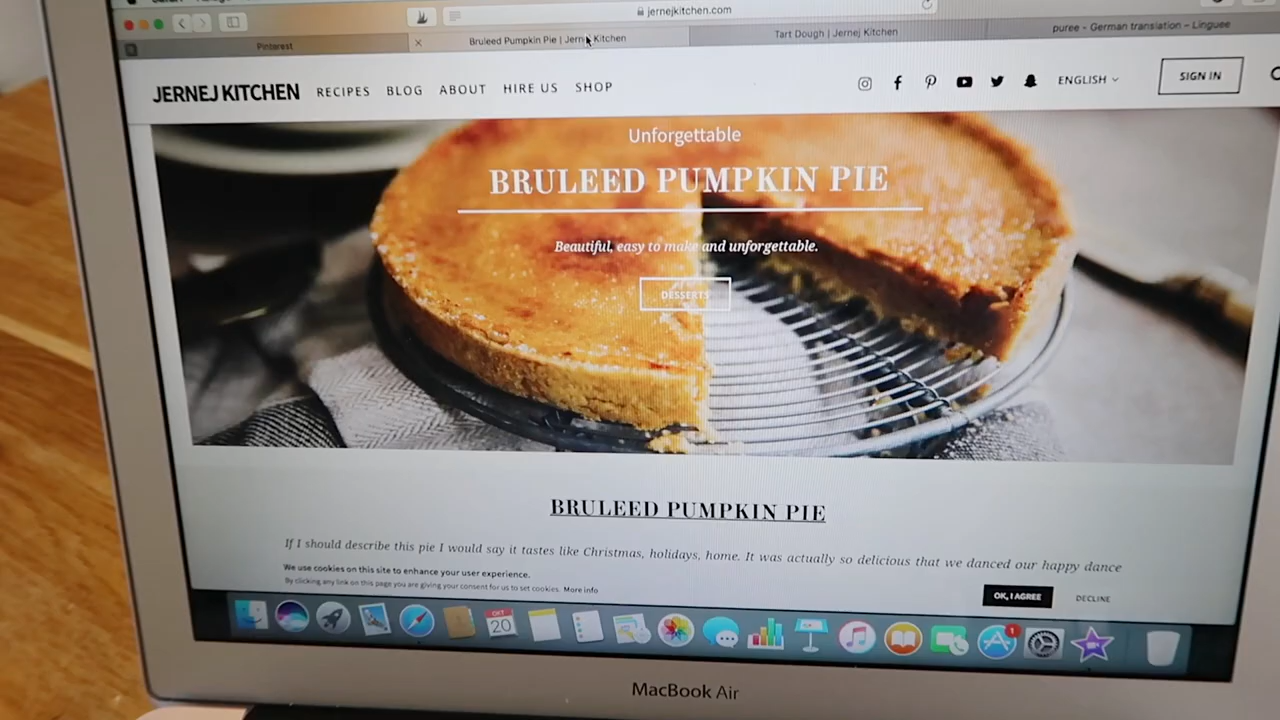 jernejkitchen.com
Pinterest
Bruleed Pumpkin Pie | Jernej Kitchen
Tart Dough | Jernej Kitchen
puree – German translation – Linguee
JERNEJ KITCHEN
RECIPES
BLOG
ABOUT
HIRE US
SHOP
ENGLISH
SIGN IN
Unforgettable
BRULEED PUMPKIN PIE
Beautiful, easy to make and unforgettable.
DESSERTS
BRULEED PUMPKIN PIE
If I should describe this pie I would say it tastes like Christmas, holidays, home. It was actually so delicious that we danced our happy dance
We use cookies on this site to enhance your user experience.
By clicking any link on this page you are giving your consent for us to set cookies. More info
OK, I AGREE
DECLINE
OKT
20
1
MacBook Air